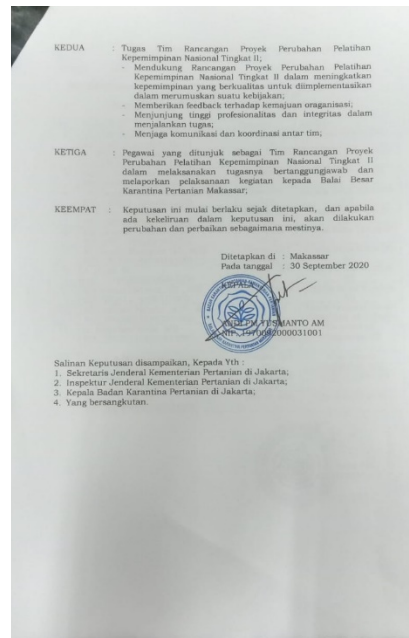 KEDUA : Tugas Tim Rancangan Proyek Perubahan Pelatihan
Kepemimpinan Nasional Tingkat II;
- Mendukung Rancangan Proyek Perubahan Pelatihan
Kepemimpinan Nasional Tingkat II dalam meningkatkan
kepemimpinan yang berkualitas untuk diimplementasikan
dalam merumuskan suatu kebijakan;
- Memberikan feedback terhadap kemajuan oraganisasi;
- Menjunjung tinggi profesionalitas dan integritas dalam
menjalankan tugas;
- Menjaga komunikasi dan koordinasi antar tim;
KETIGA : Pegawai yang ditunjuk sebagai Tim Rancangan Proyek
Perubahan Pelatihan Kepemimpinan Nasional Tingkat II
dalam melaksanakan tugasnya bertanggungjawab dan
melaporkan pelaksanaan kegiatan kepada Balai Besar
Karantina Pertanian Makassar;
KEEMPAT : Keputusan ini mulai berlaku sejak ditetapkan, dan apabila
ada kekeliruan dalam keputusan ini, akan dilakukan
perubahan dan perbaikan sebagaimana mestinya.
Ditetapkan di : Makassar
Pada tanggal : 30 September 2020
KEPALA
YUSMANTO AM
NIP.
Salinan Keputusan disampaikan, Kepada Yth :
1. Sekretaris Jenderal Kementerian Pertanian di Jakarta;
2. Inspektur Jenderal Kementerian Pertanian di Jakarta;
3. Kepala Badan Karantina Pertanian di Jakarta;
4. Yang bersangkutan.